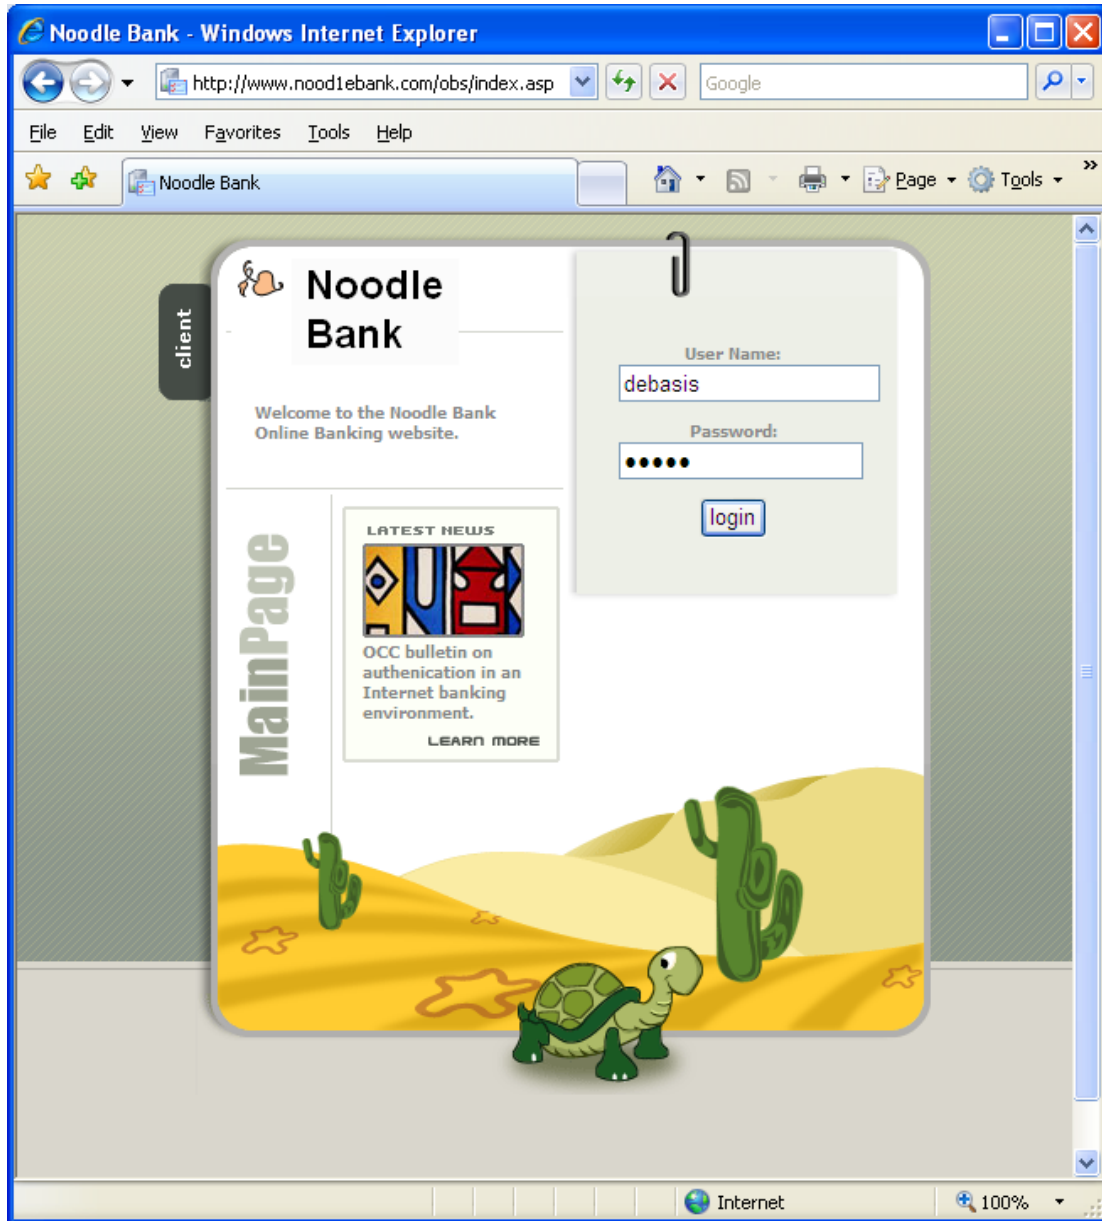 Noodle Bank - Windows Internet Explorer
http://www.nood1ebank.com/obs/index.asp
Google
File Edit View Favorites Tools Help
Noodle Bank
Page
Tools
client
Noodle
Bank
User Name:
debasis
Welcome to the Noodle Bank
Online Banking website.
Password:
•••••
login
MainPage
LATEST NEWS
OCC bulletin on
authenication in an
Internet banking
environment.
LEARN MORE
Internet
100%